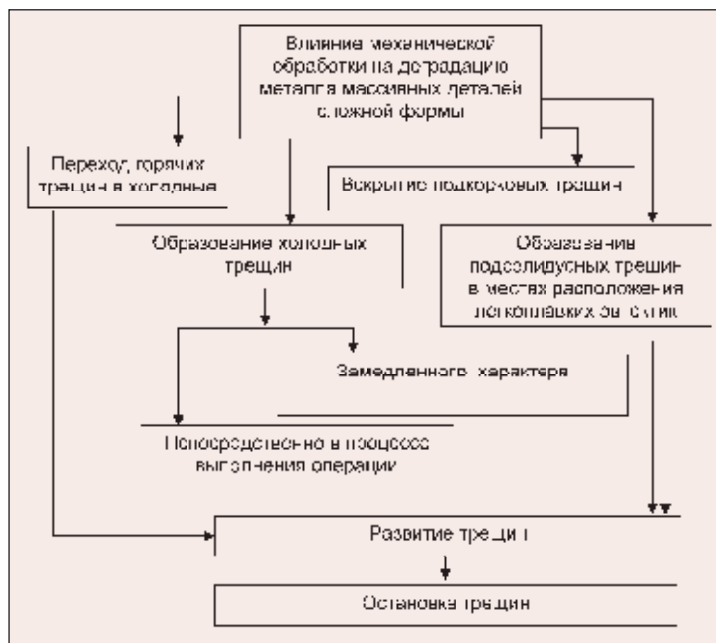 Влияние механической
обработки на деградацию
металла массивных деталей
сложной формы
Переход горячих
трещин в холодные
Вскрытие подкорковых трещин
Образование холодных
трещин
Образование
подсолидусных трещин
в местах расположения
легкоплавких эвтектик
Замедленного характера
Непосредственно в процессе
выполнения операции
Развитие трещин
Остановка трещин